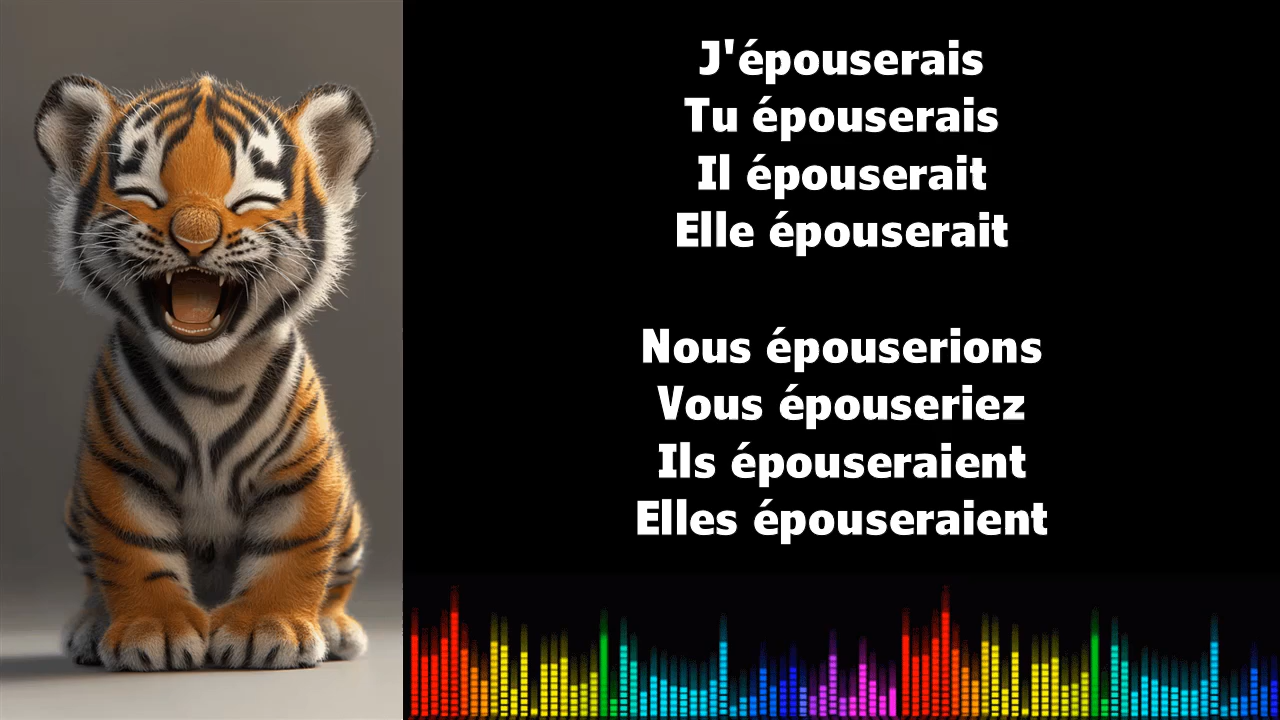 J'épouserais
Tu épouserais
Il épouserait
Elle épouserait
Nous épouserions
Vous épouseriez
Ils épouseraient
Elles épouseraient